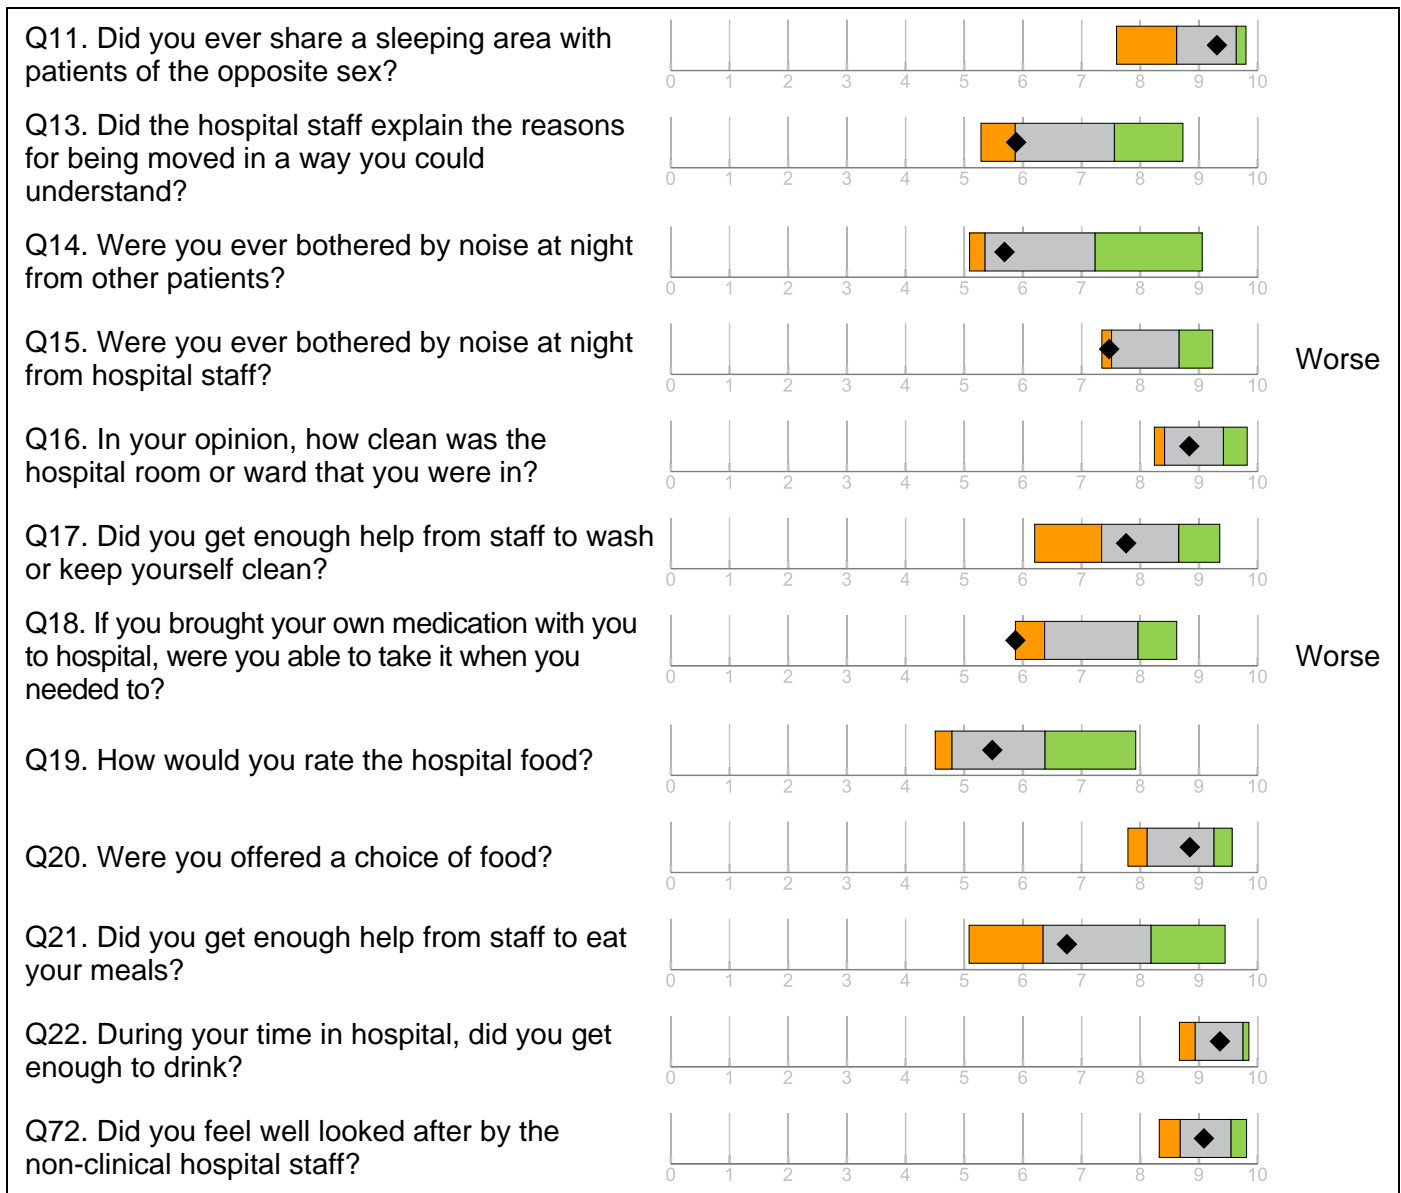 Q11. Did you ever share a sleeping area with
patients of the opposite sex?
0 1 2 3 4 5 6 7 8 9 10
Q13. Did the hospital staff explain the reasons
for being moved in a way you could
understand?
0 1 2 3 4 5 6 7 8 9 10
Q14. Were you ever bothered by noise at night
from other patients?
0 1 2 3 4 5 6 7 8 9 10
Q15. Were you ever bothered by noise at night
from hospital staff?
Worse
0 1 2 3 4 5 6 7 8 9 10
Q16. In your opinion, how clean was the
hospital room or ward that you were in?
0 1 2 3 4 5 6 7 8 9 10
Q17. Did you get enough help from staff to wash
or keep yourself clean?
0 1 2 3 4 5 6 7 8 9 10
Q18. If you brought your own medication with you
to hospital, were you able to take it when you
needed to?
Worse
0 1 2 3 4 5 6 7 8 9 10
Q19. How would you rate the hospital food?
0 1 2 3 4 5 6 7 8 9 10
Q20. Were you offered a choice of food?
0 1 2 3 4 5 6 7 8 9 10
Q21. Did you get enough help from staff to eat
your meals?
0 1 2 3 4 5 6 7 8 9 10
Q22. During your time in hospital, did you get
enough to drink?
0 1 2 3 4 5 6 7 8 9 10
Q72. Did you feel well looked after by the
non-clinical hospital staff?
0 1 2 3 4 5 6 7 8 9 10